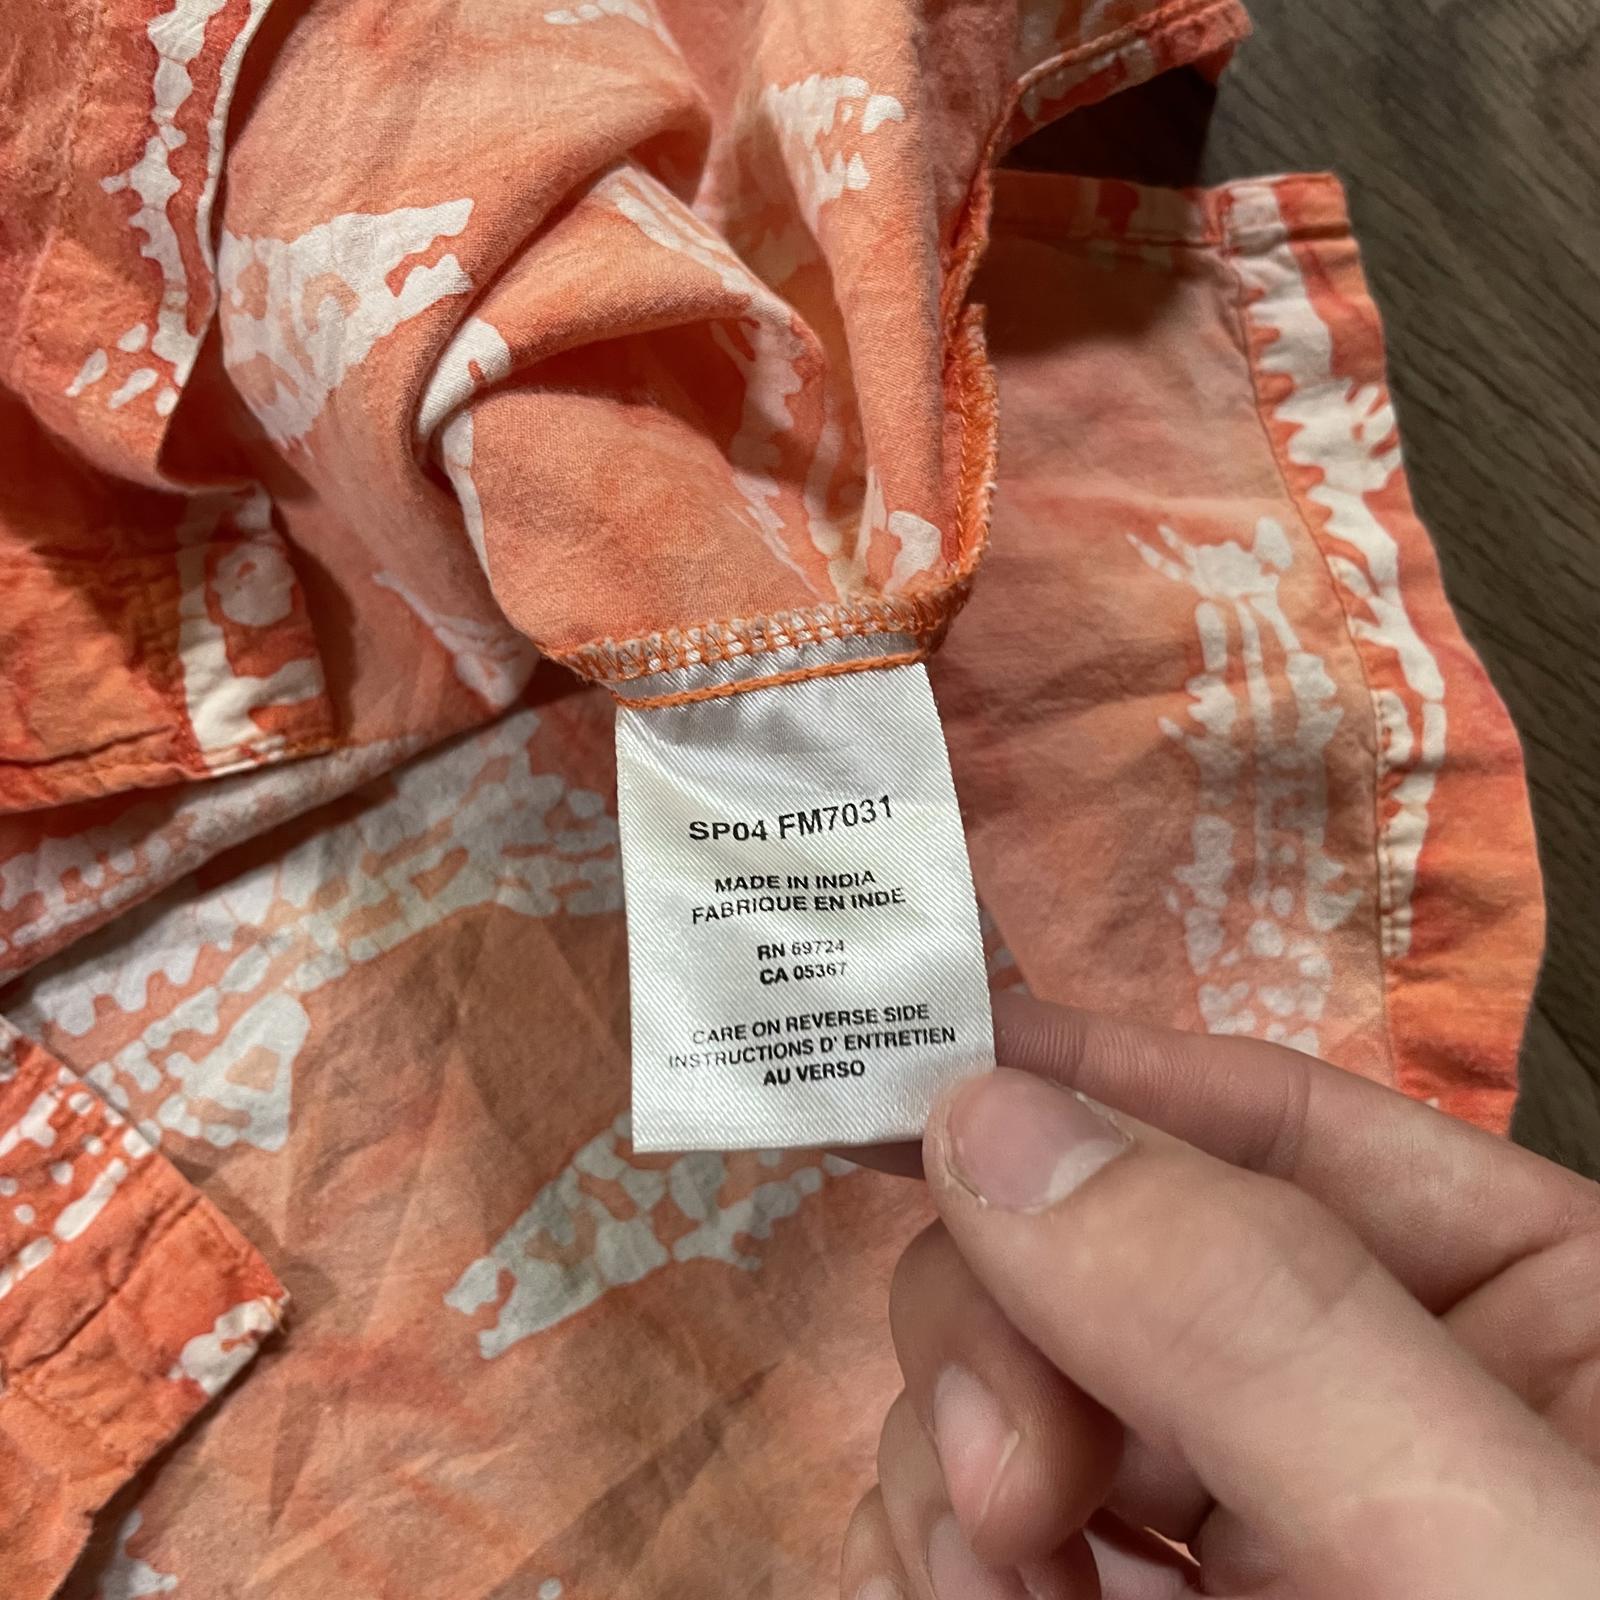 SP04 FM7031
MADE IN INDIA
FABRIQUE EN INDE
RN 69724
CA 05367
CARE ON REVERSE SIDE
INSTRUCTIONS D' ENTRETIEN
AU VERSO